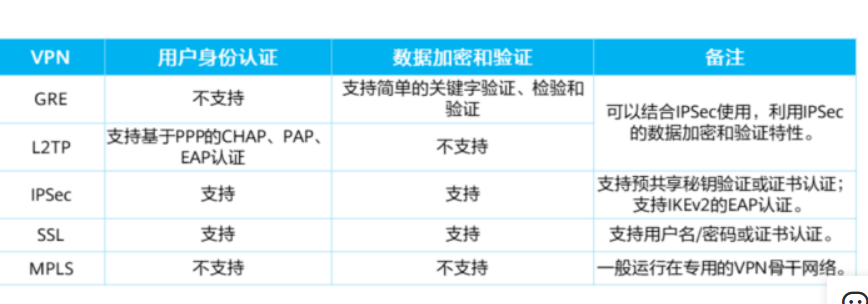 VPN 用户身份认证 数据加密和验证 备注
GRE 不支持 支持简单的关键字验证、检验和
验证
可以结合IPSec使用，利用IPSec
的数据加密和验证特性。
L2TP 支持基于PPP的CHAP、PAP、
EAP认证
不支持
IPSec 支持 支持 支持预共享秘钥验证或证书认证；
支持IKEv2的EAP认证。
SSL 支持 支持 支持用户名/密码或证书认证。
MPLS 不支持 不支持 一般运行在专用的VPN骨干网络。